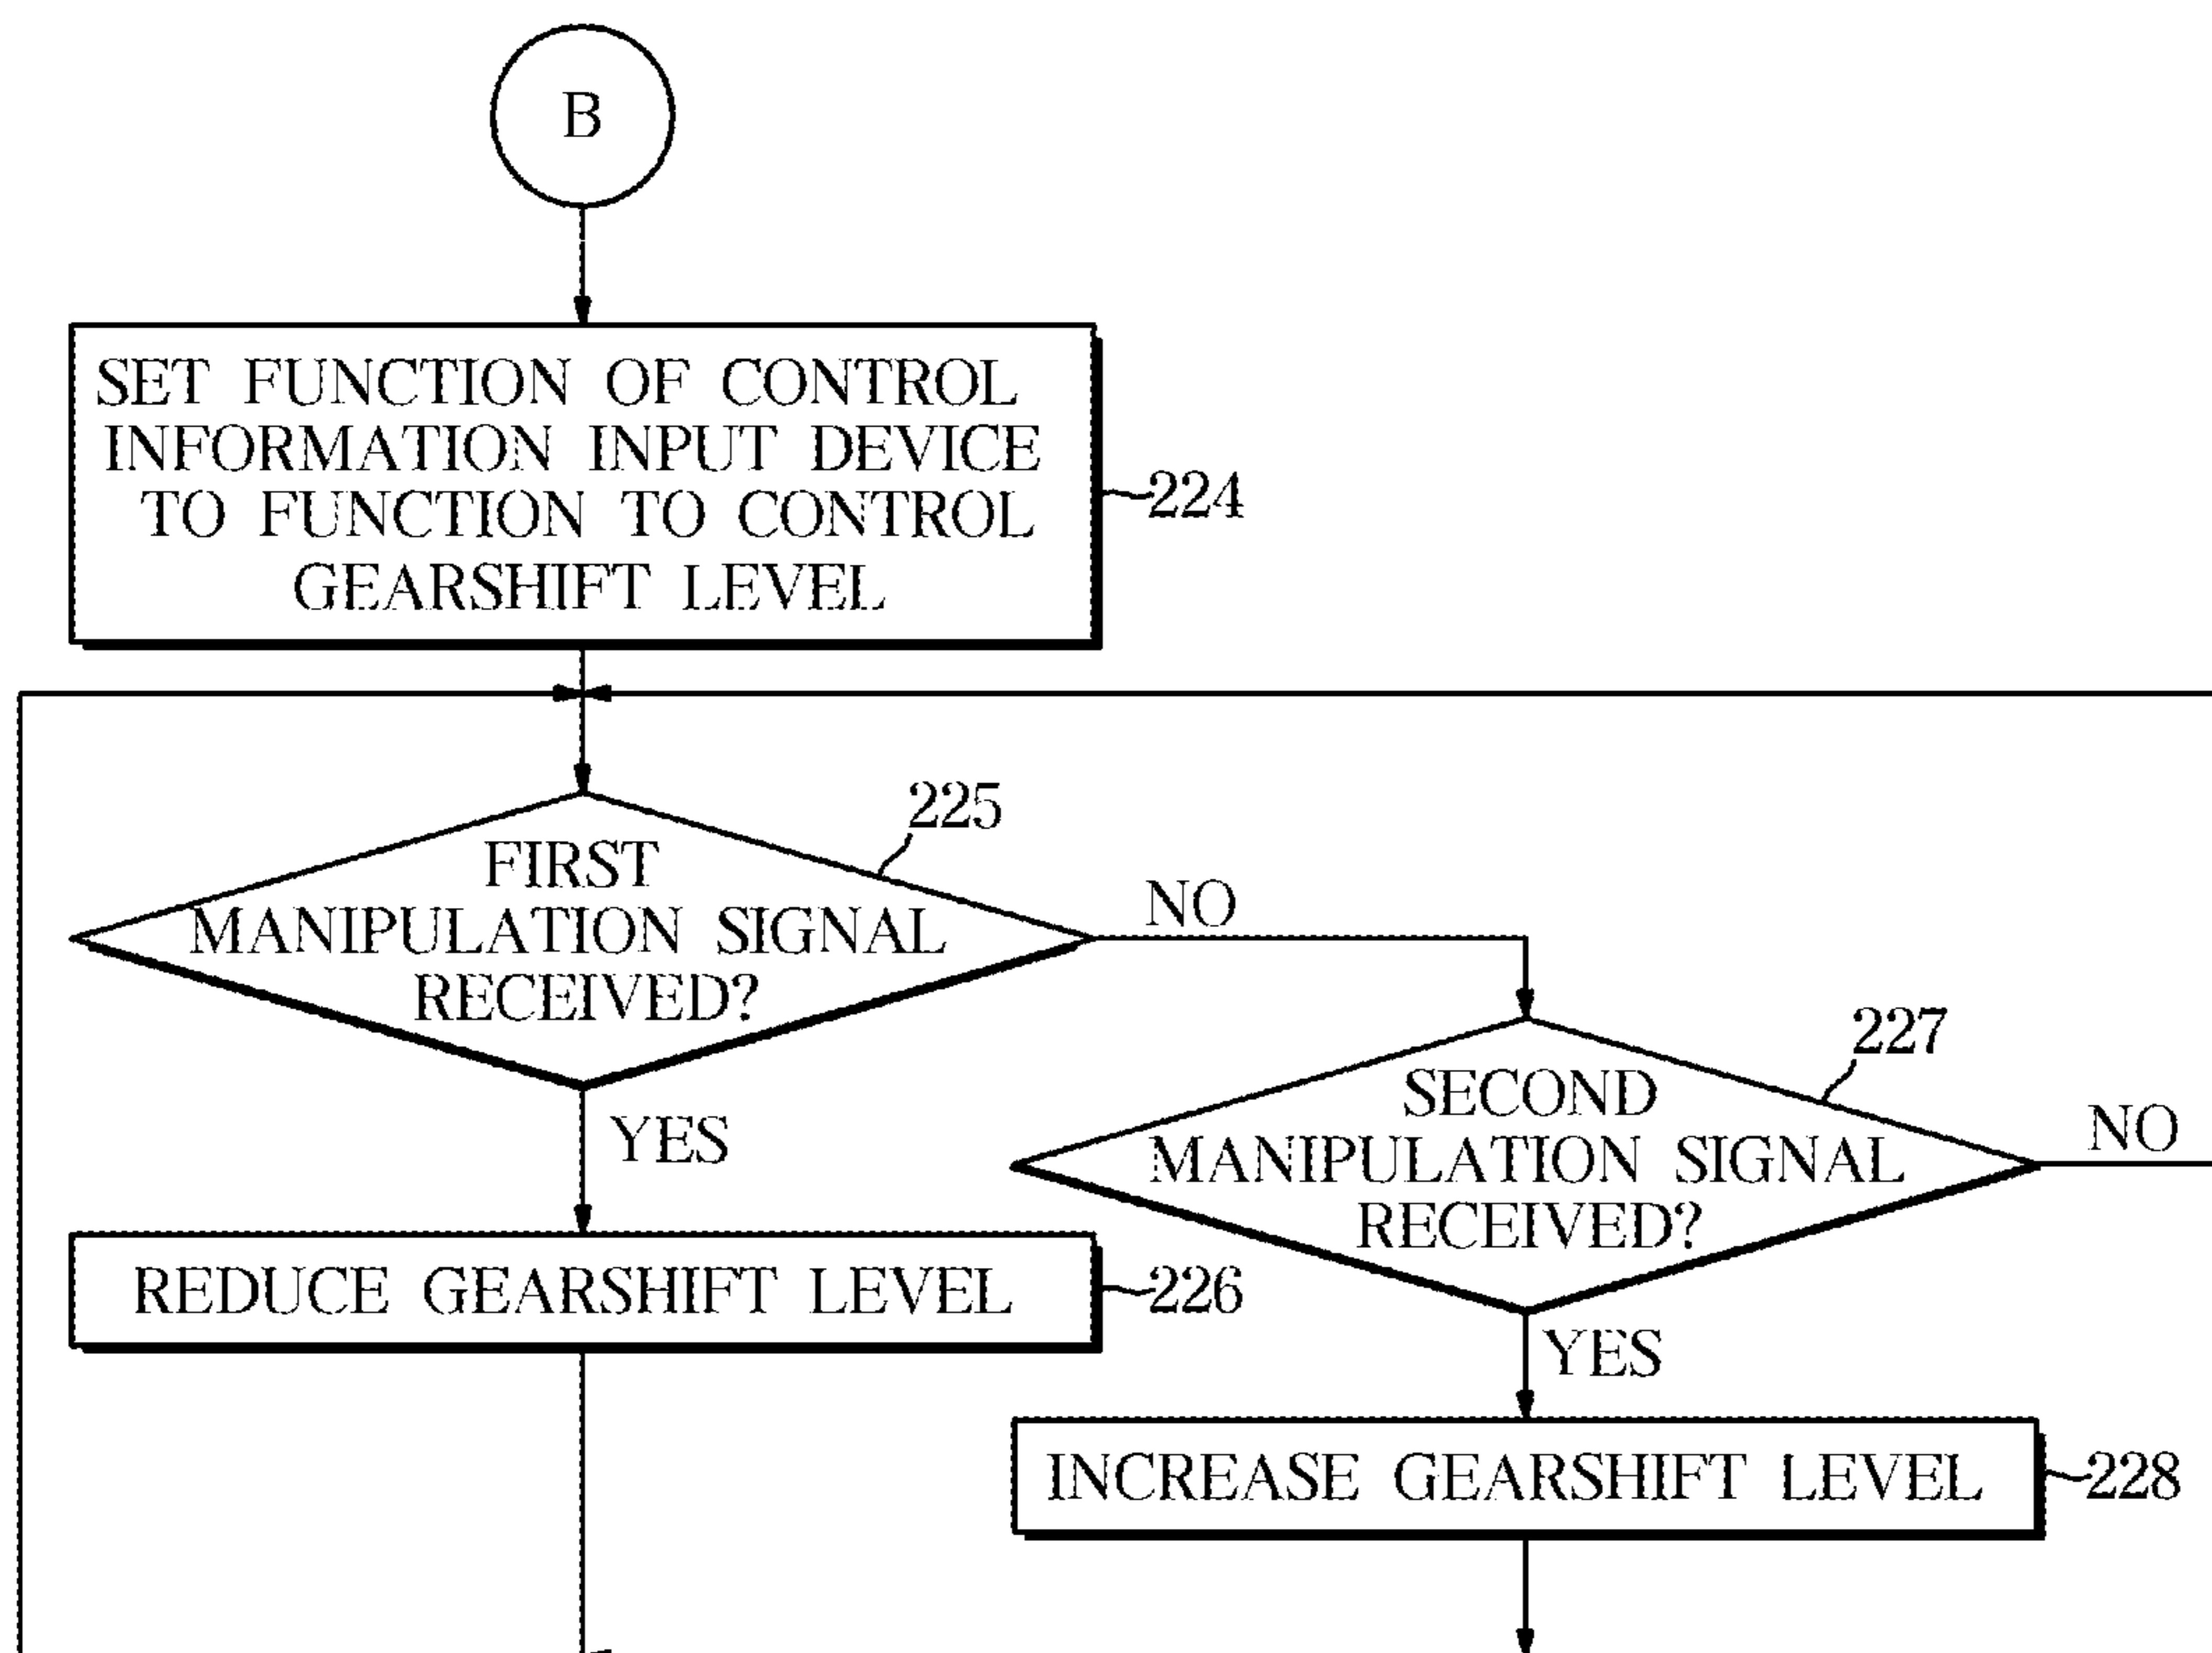 B
SET FUNCTION OF CONTROL
INFORMATION INPUT DEVICE
TO FUNCTION TO CONTROL
GEARSHIFT LEVEL
224
225
FIRST
MANIPULATION SIGNAL
RECEIVED?
NO
YES
227
SECOND
MANIPULATION SIGNAL
RECEIVED?
NO
YES
REDUCE GEARSHIFT LEVEL
226
INCREASE GEARSHIFT LEVEL
228